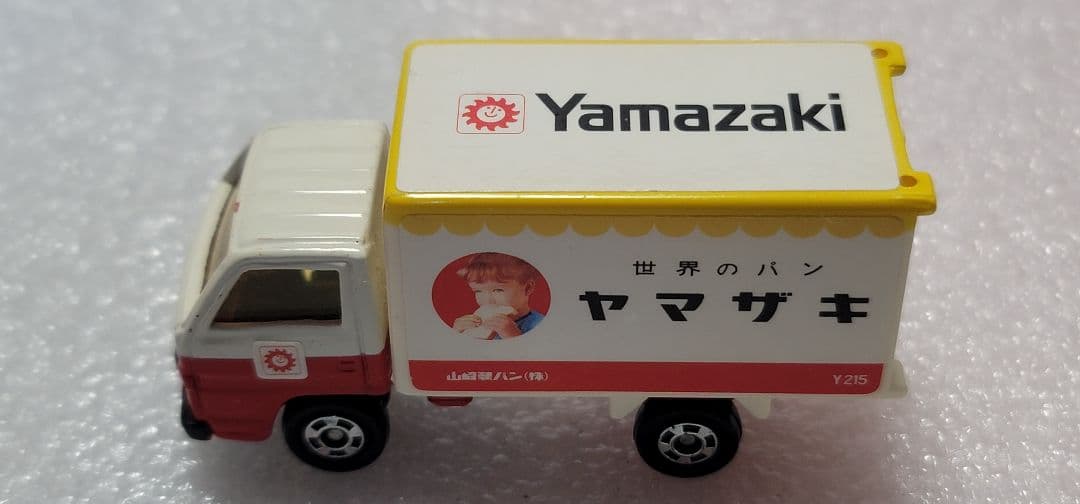 Yamazaki
世界のパン
ヤマザキ
山崎製パン(株)
Y215